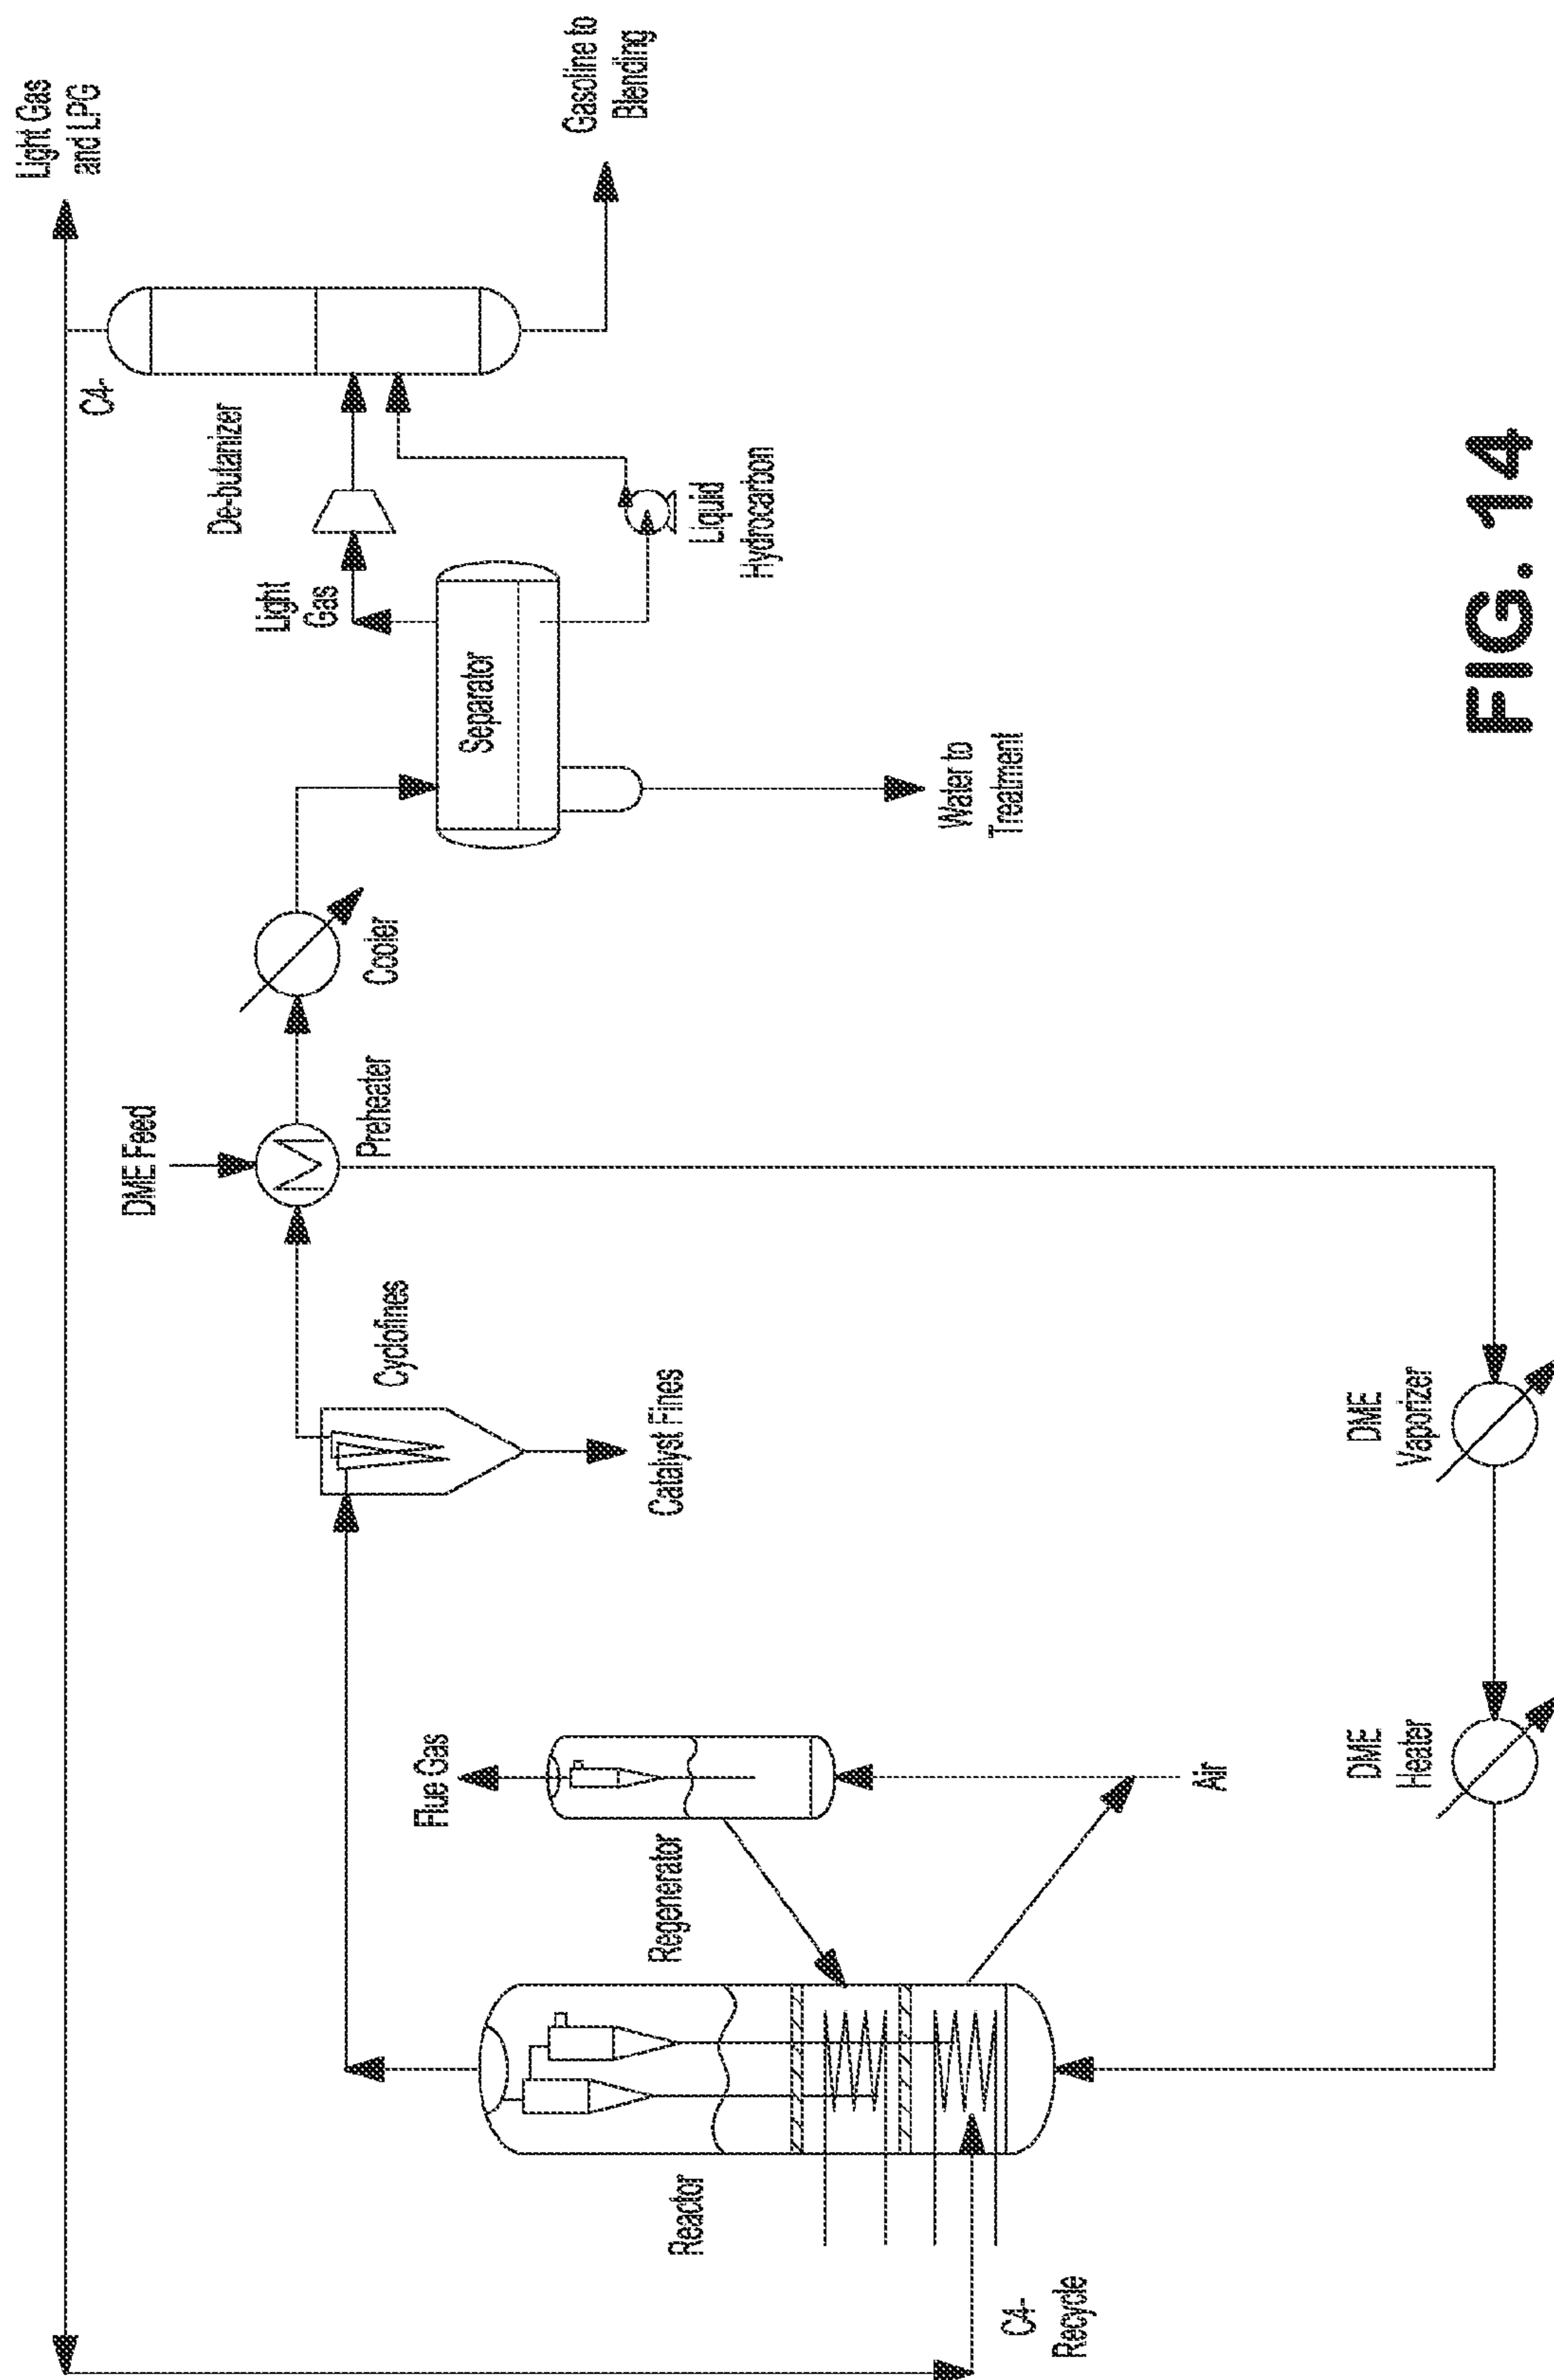 Light Gas
and LPG
C4-
De-butanizer
Gasoline to
Blending
Light
Gas
Liquid
Hydrocarbon
Separator
Water to
Treatment
Cooler
DME Feed
Preheater
Cyclofines
Catalyst Fines
Flue Gas
Regenerator
Air
Reactor
C4-
Recycle
DME
Vaporizer
DME
Heater
FIG. 14